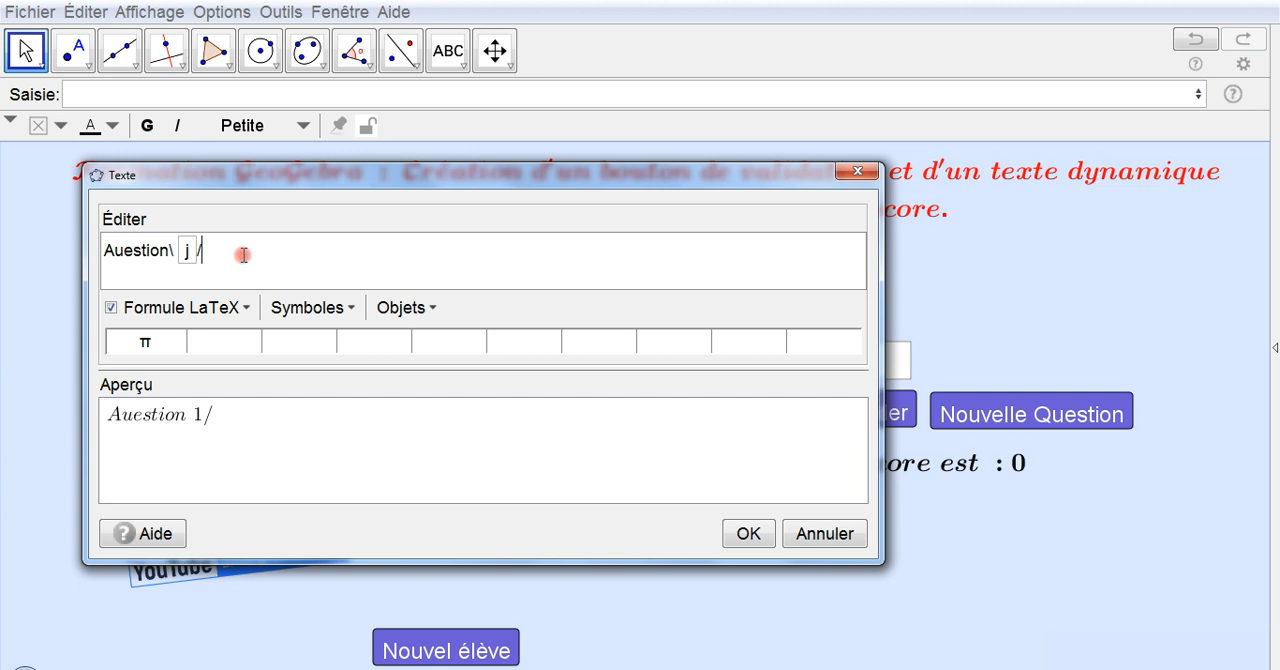 Fichier Éditer Affichage Options Outils Fenêtre Aide
A ABC
Saisie:
A G I Petite
et d'un texte dynamique
core.
Texte
Éditer
Auestion\ j /
Formule LaTeX Symboles Objets
π
Aperçu
Auestion 1/
er Nouvelle Question
ore est : 0
Aide OK Annuler
YouTube
Nouvel élève